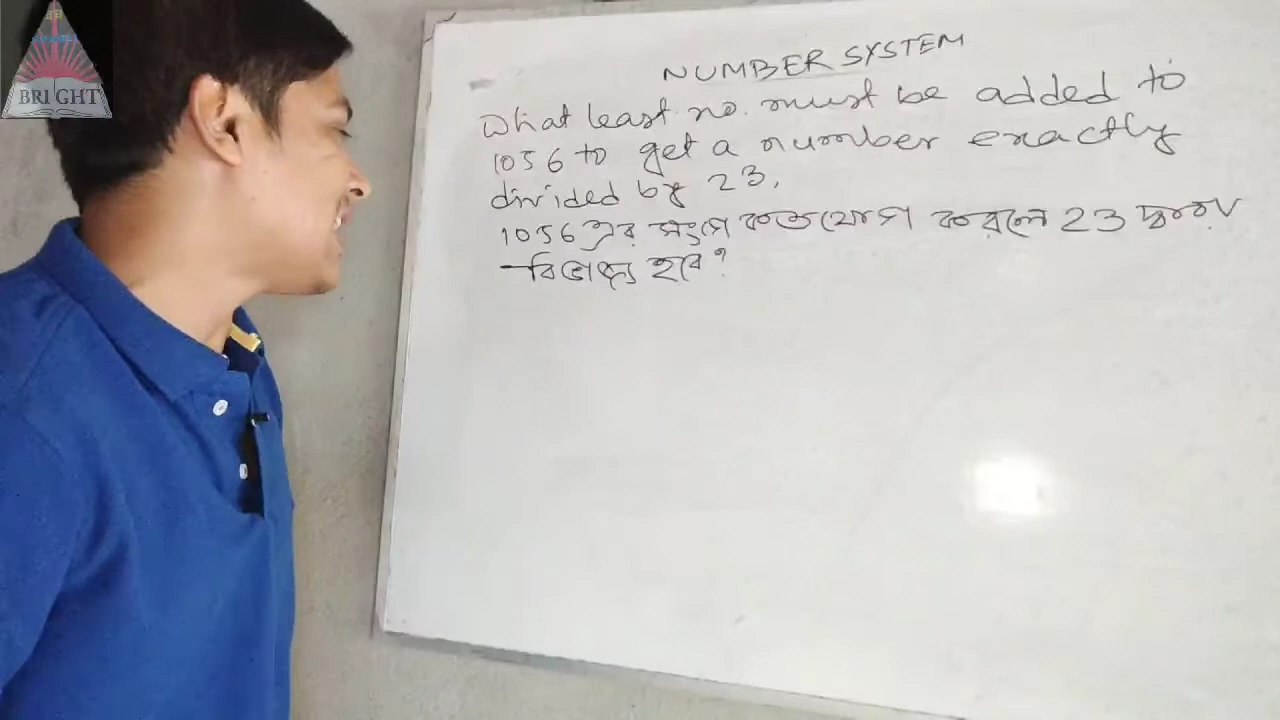 BRIGHT
NUMBER SYSTEM
What least no. must be added to
1056 to get a number exactly
divided by 23.
1056 এর সংগে কত যোগ করলে 23 দ্বারা
বিভাজ্য হবে?